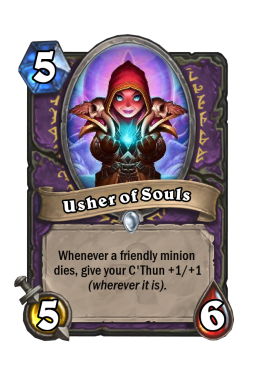 5
Usher of Souls
Whenever a friendly minion
dies, give your C'Thun +1/+1
(wherever it is).
5
6